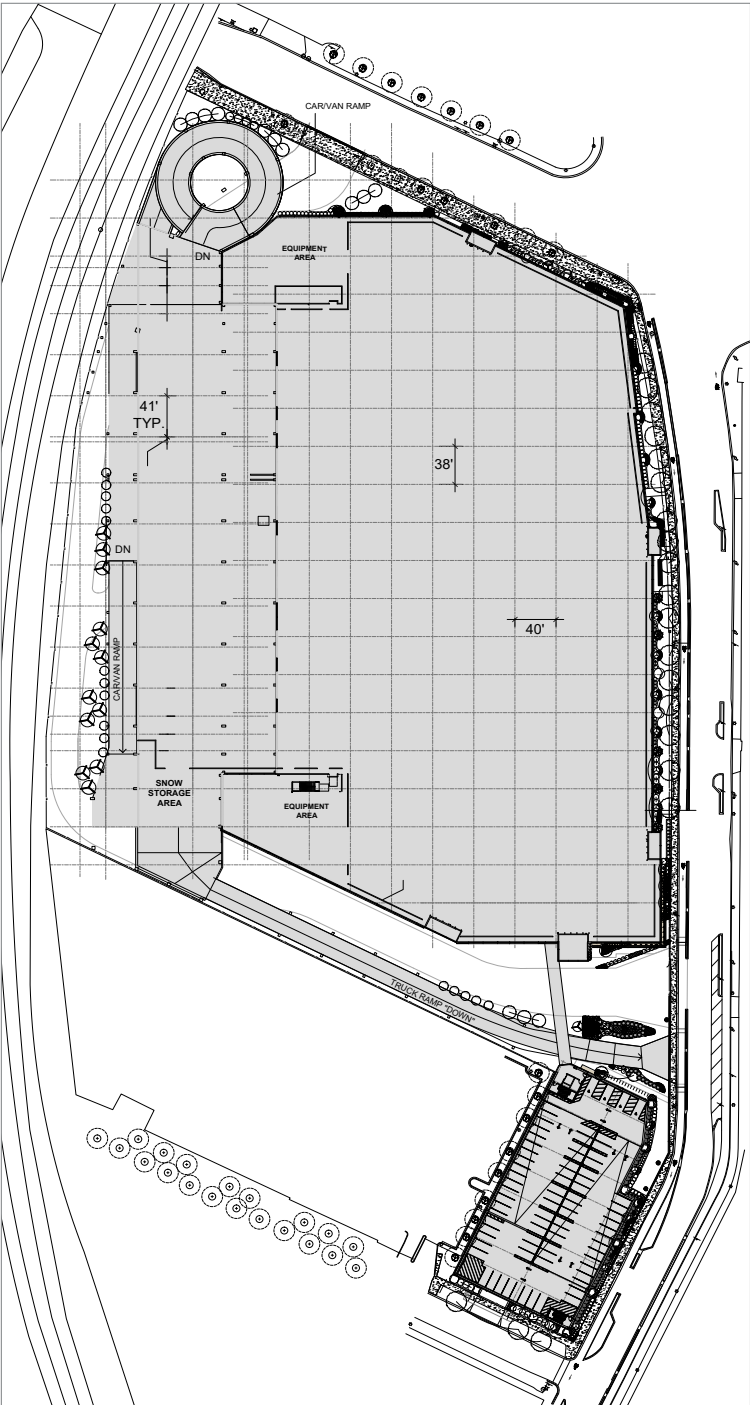 CAR/VAN RAMP
EQUIPMENT
AREA
DN
41'
TYP.
38'
DN
40'
CAR/VAN RAMP
SNOW
STORAGE
AREA
EQUIPMENT
AREA
TRUCK RAMP "DOWN"